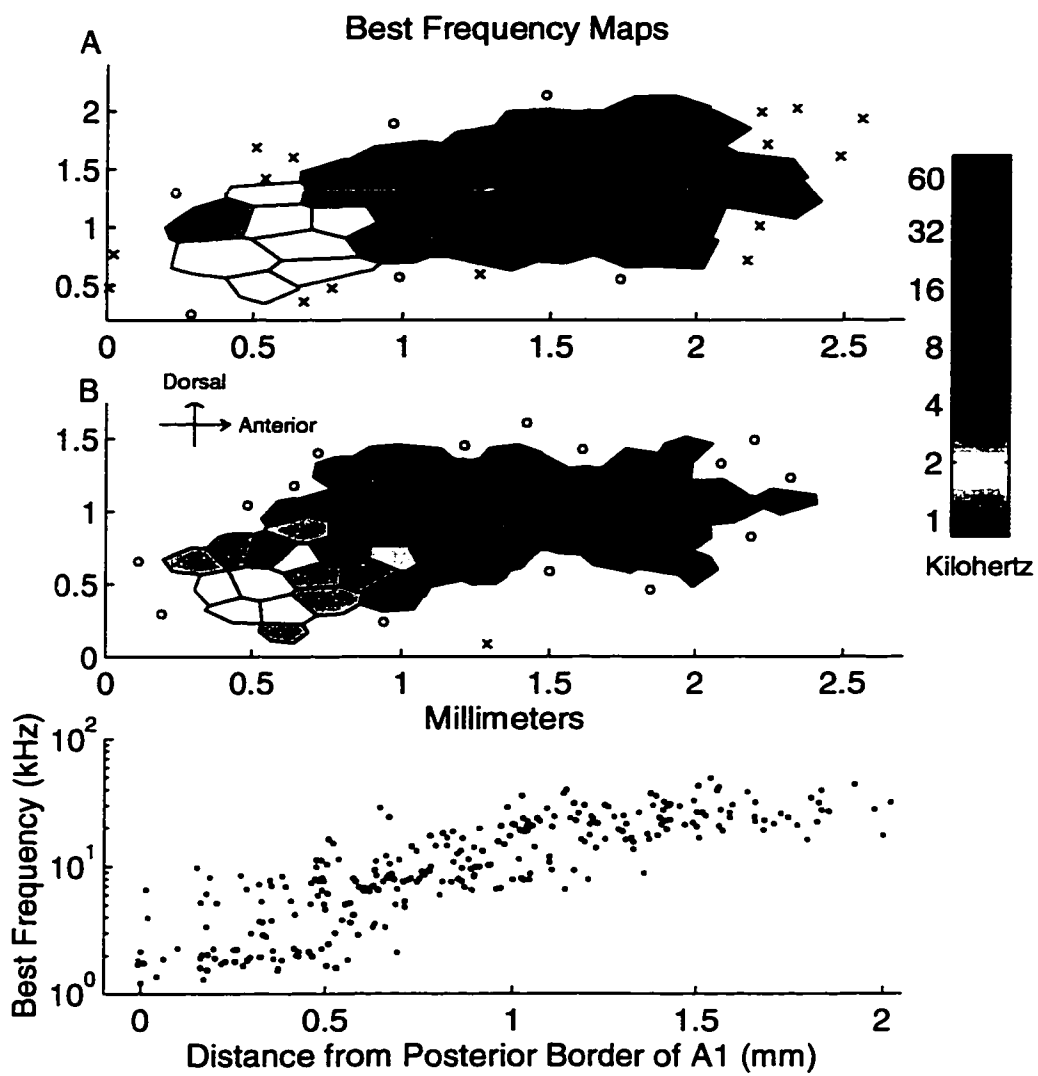 Best Frequency Maps
A
2
1.5
1
0.5
0 0.5 1 1.5 2 2.5
60
32
16
8
4
2
1
Kilohertz
B
Dorsal
Anterior
1.5
1
0.5
0
0 0.5 1 1.5 2 2.5
Millimeters
Best Frequency (kHz)
10^2
10^1
10^0
0 0.5 1 1.5 2
Distance from Posterior Border of A1 (mm)